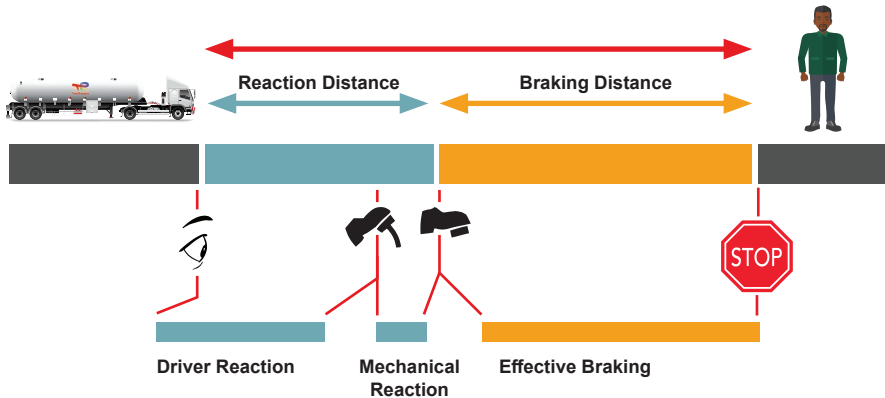 Reaction Distance
Braking Distance
STOP
Driver Reaction
Mechanical
Reaction
Effective Braking